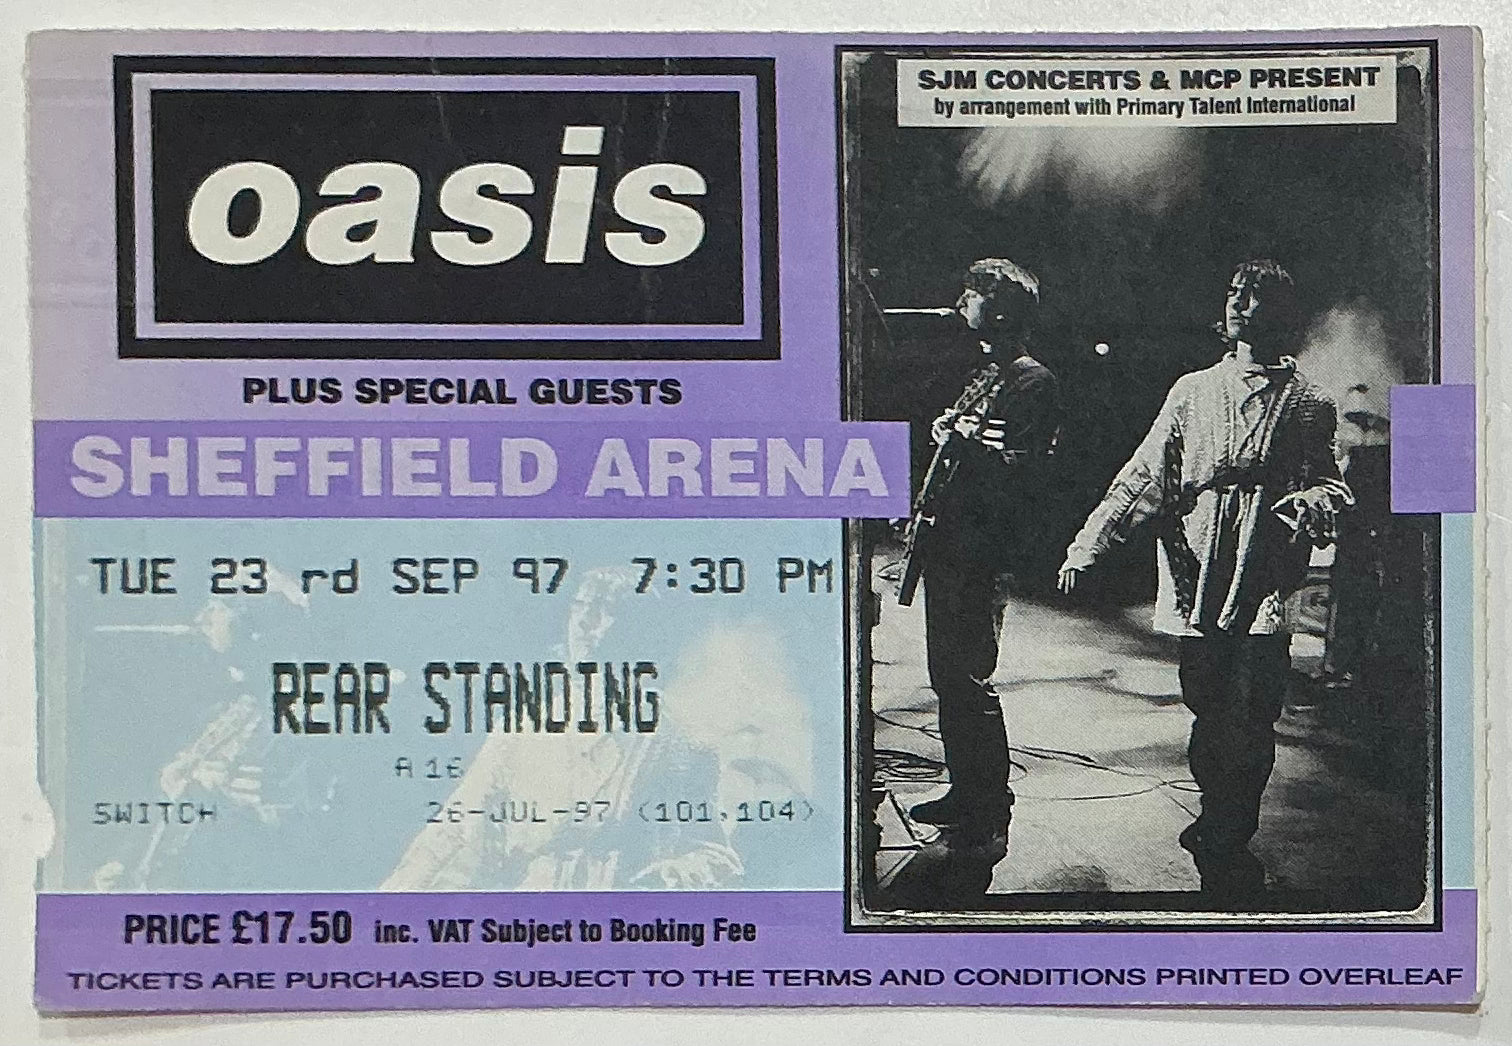 oasis
PLUS SPECIAL GUESTS
SHEFFIELD ARENA
TUE 23 rd SEP 97 7:30 PM
REAR STANDING
A 16
SWITCH 26-JUL-97 (101,104)
PRICE £17.50 inc. VAT Subject to Booking Fee
TICKETS ARE PURCHASED SUBJECT TO THE TERMS AND CONDITIONS PRINTED OVERLEAF
SJM CONCERTS & MCP PRESENT
by arrangement with Primary Talent International